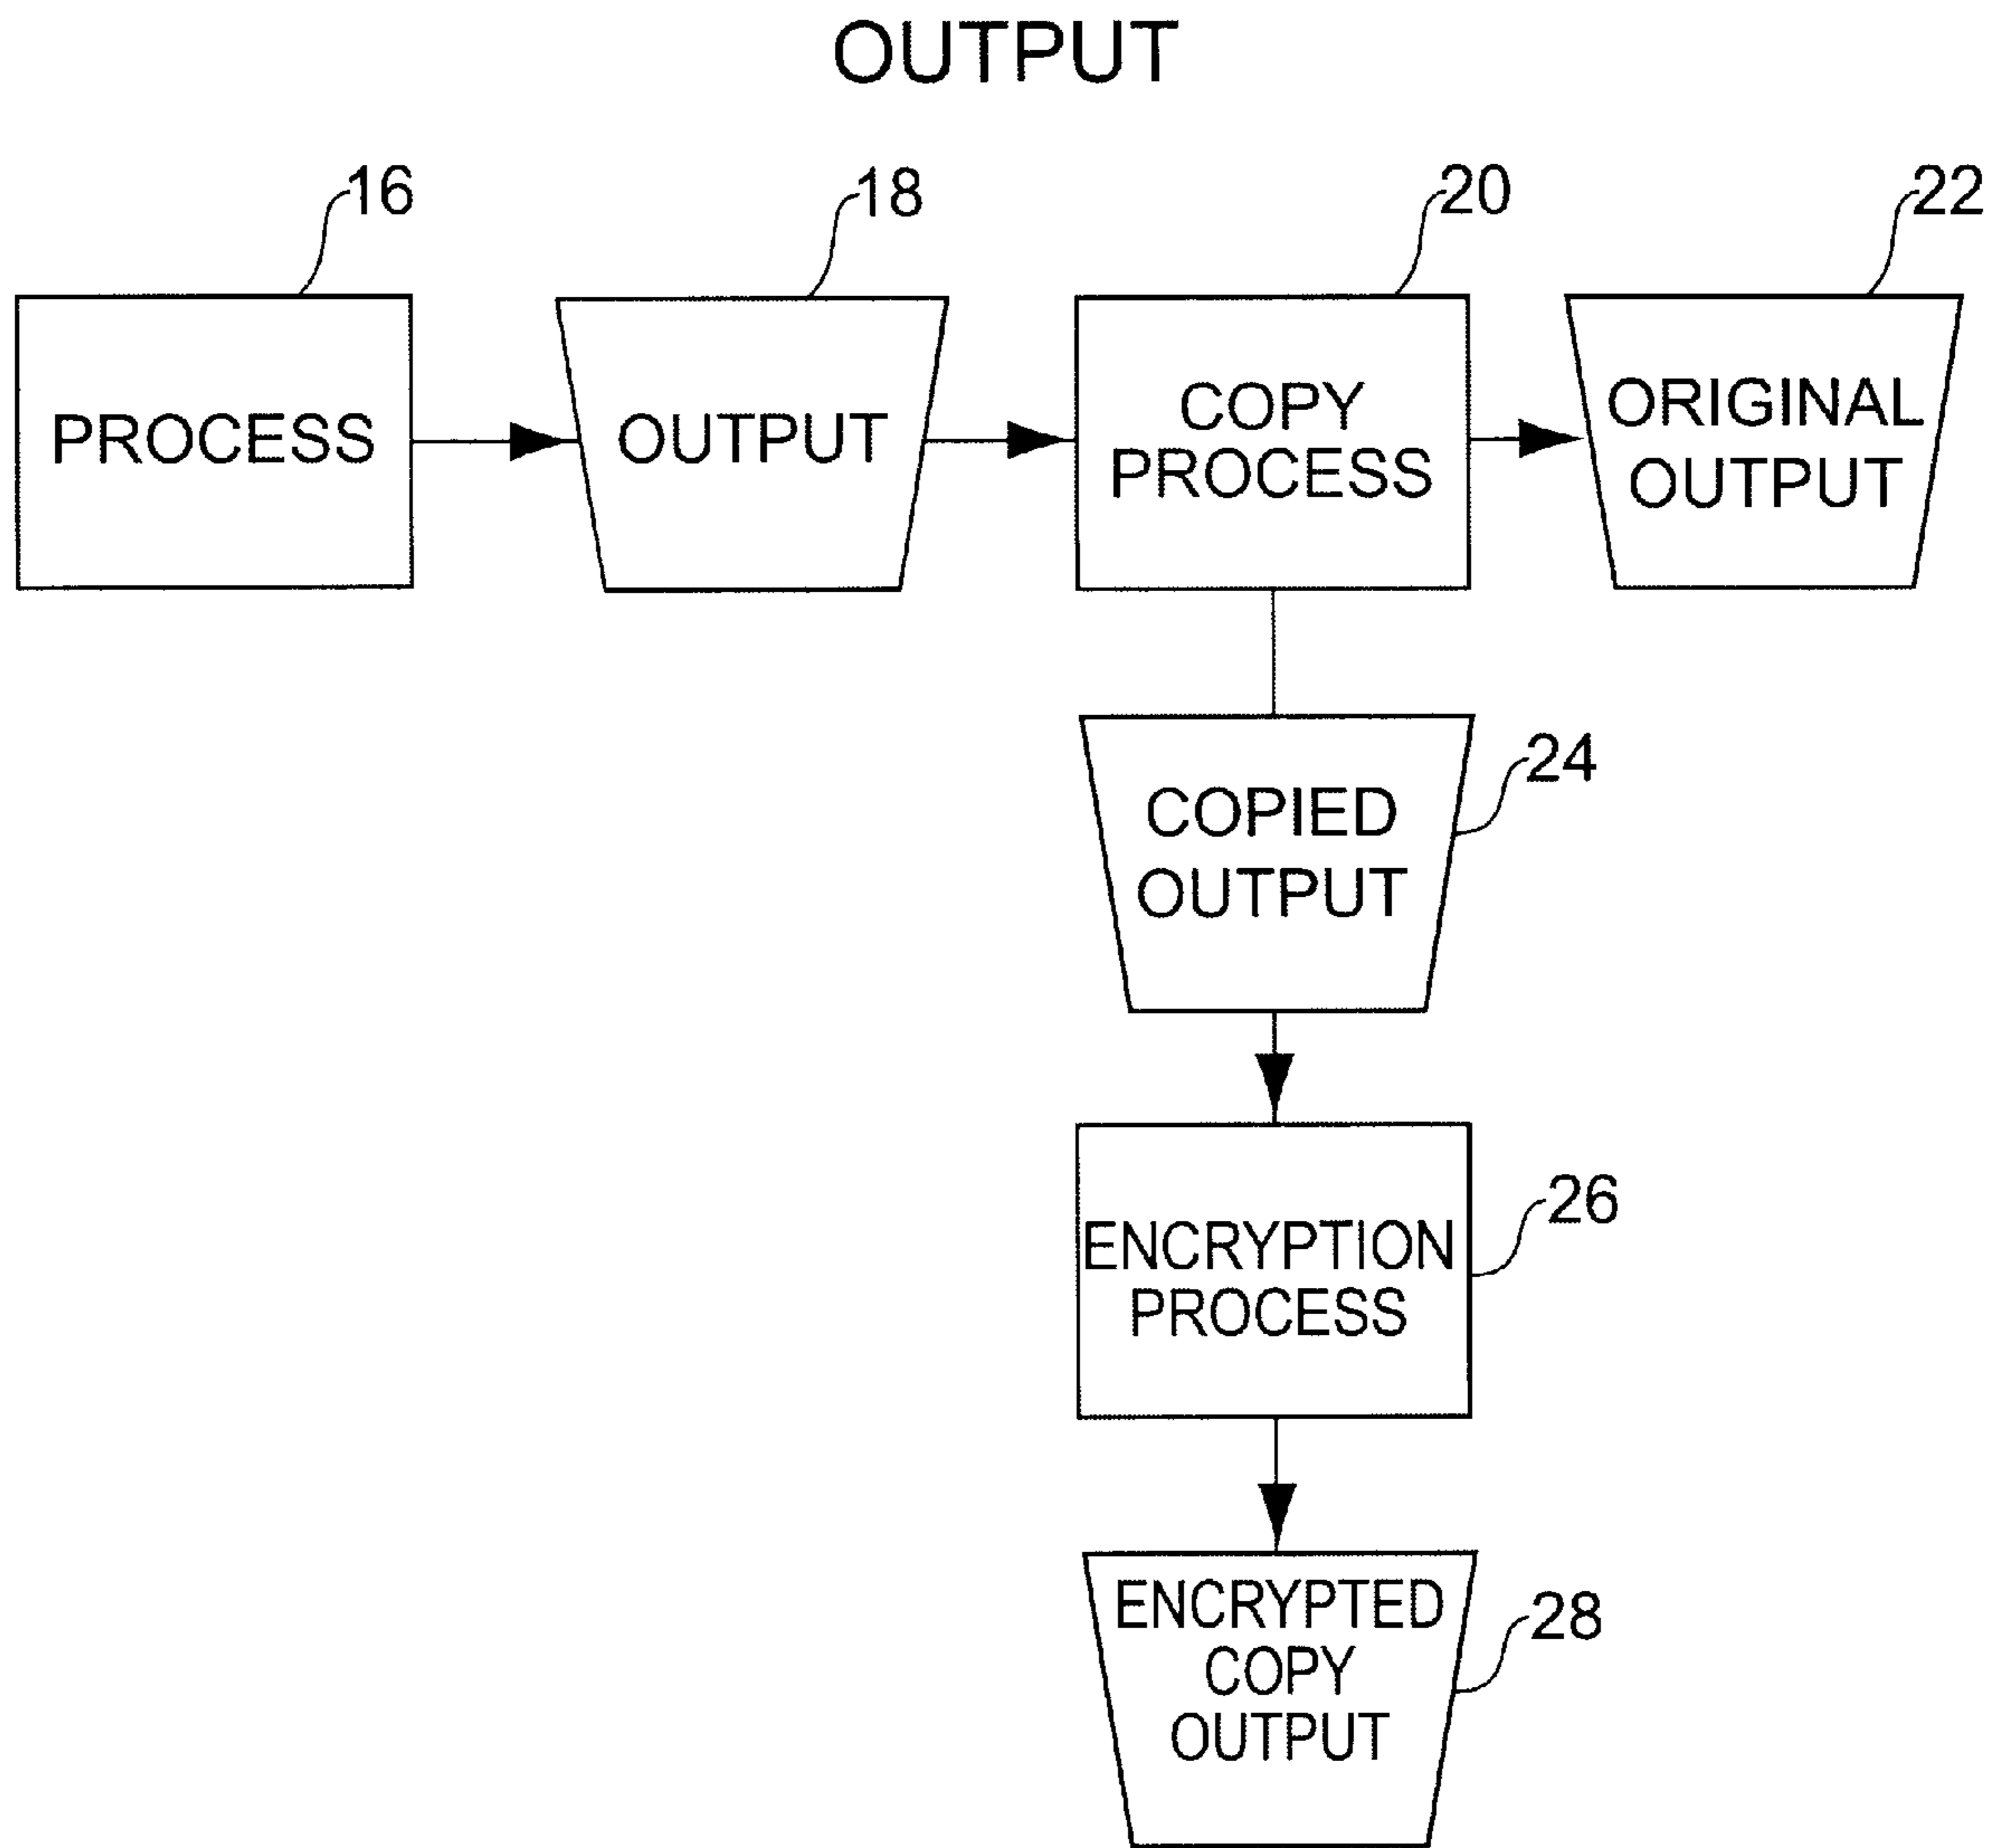 OUTPUT
16
18
20
22
PROCESS
OUTPUT
COPY
PROCESS
ORIGINAL
OUTPUT
24
COPIED
OUTPUT
26
ENCRYPTION
PROCESS
28
ENCRYPTED
COPY
OUTPUT